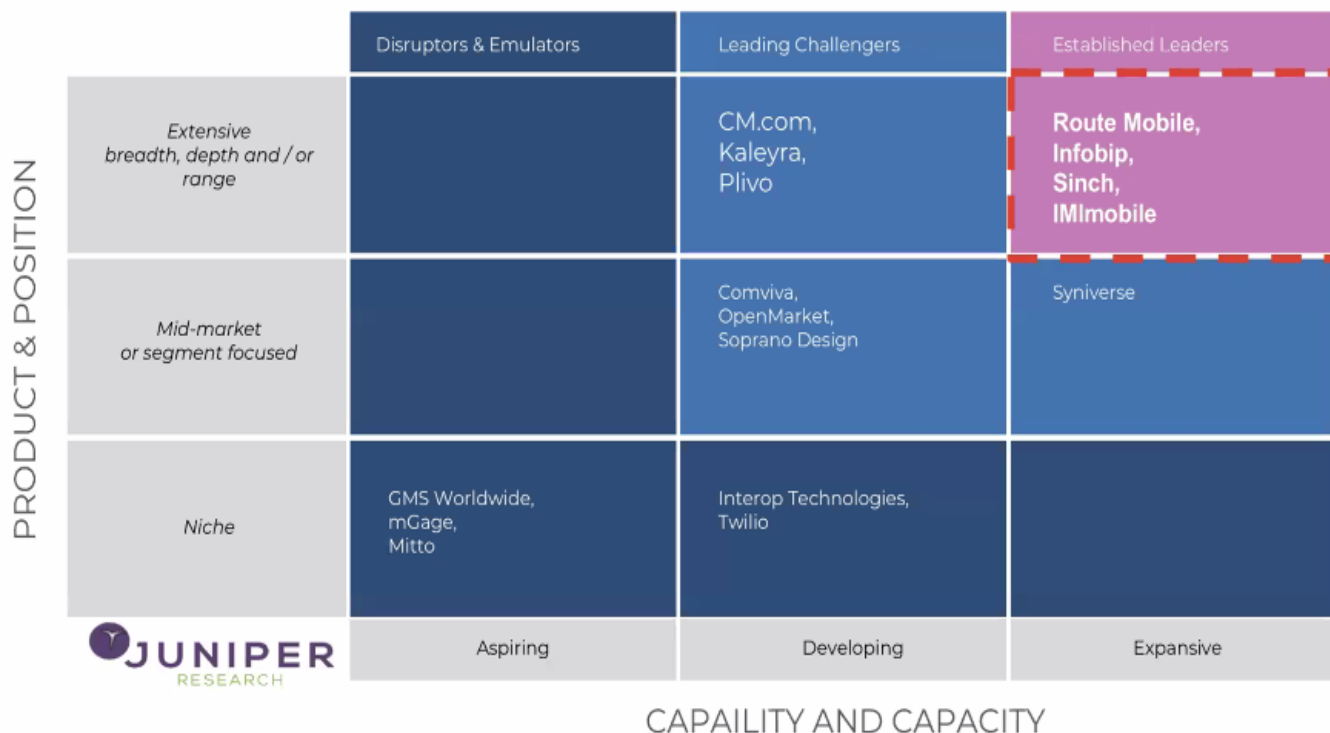 Disruptors & Emulators
Leading Challengers
Established Leaders
PRODUCT & POSITION
Extensive
breadth, depth and / or
range
CM.com,
Kaleyra,
Plivo
Route Mobile,
Infobip,
Sinch,
IMImobile
Mid-market
or segment focused
Comviva,
OpenMarket,
Soprano Design
Syniverse
Niche
GMS Worldwide,
mGage,
Mitto
Interop Technologies,
Twilio
JUNIPER
RESEARCH
Aspiring
Developing
Expansive
CAPAILITY AND CAPACITY